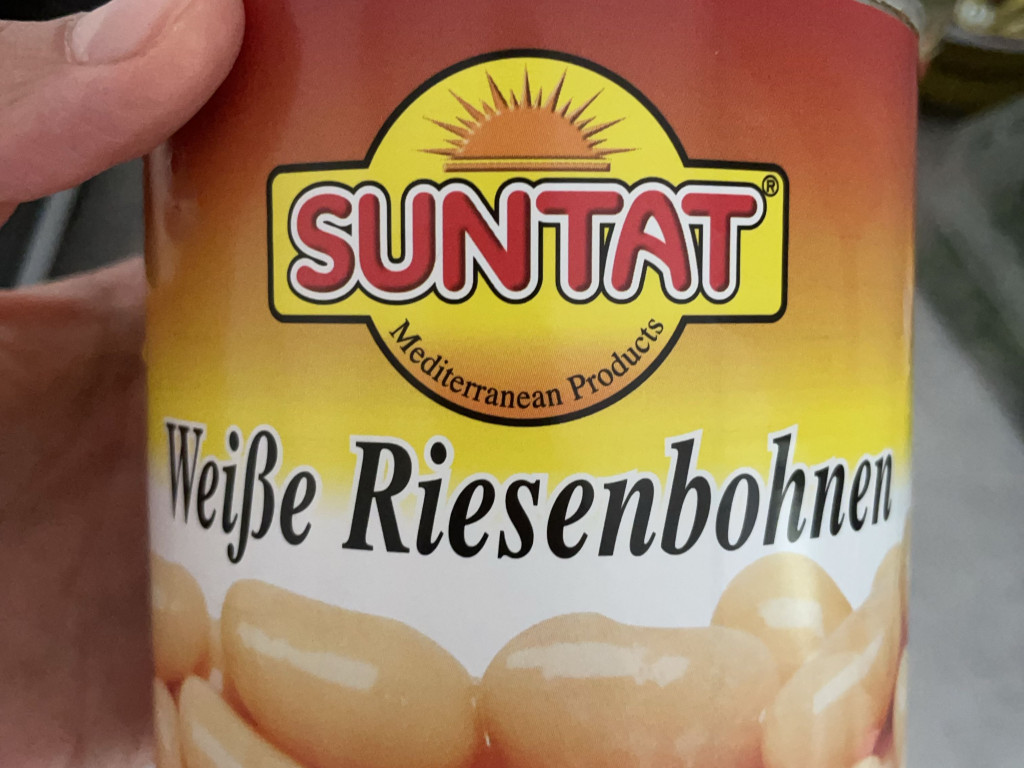 SUNTAT®
Mediterranean Products
Weiße Riesenbohnen